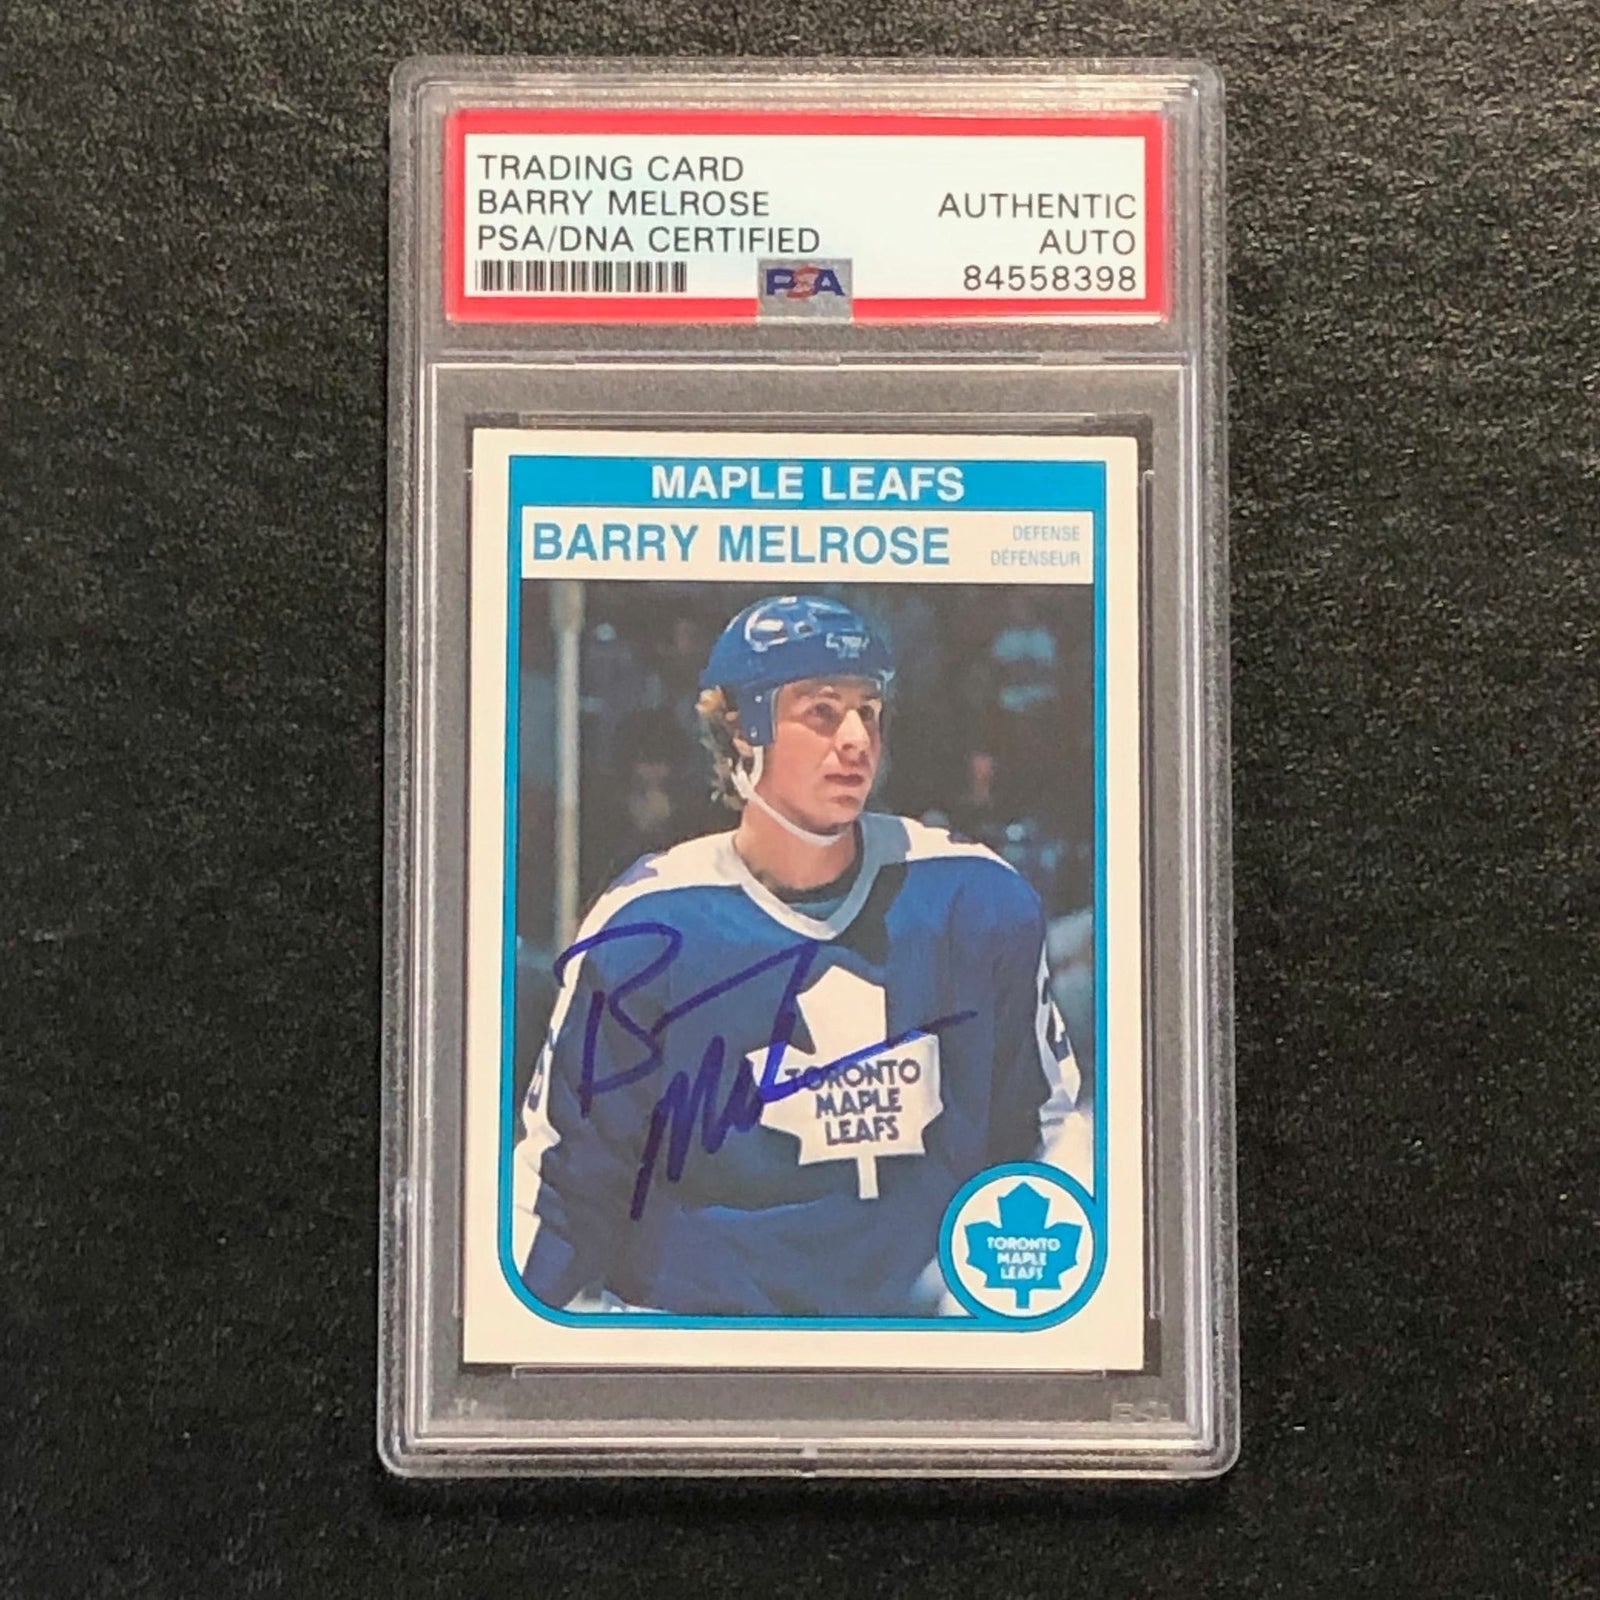 TRADING CARD
BARRY MELROSE
PSA/DNA CERTIFIED
AUTHENTIC
AUTO
84558398
PSA
MAPLE LEAFS
BARRY MELROSE
DEFENSE
DÉFENSEUR
TORONTO
MAPLE
LEAFS
TORONTO
MAPLE
LEAFS